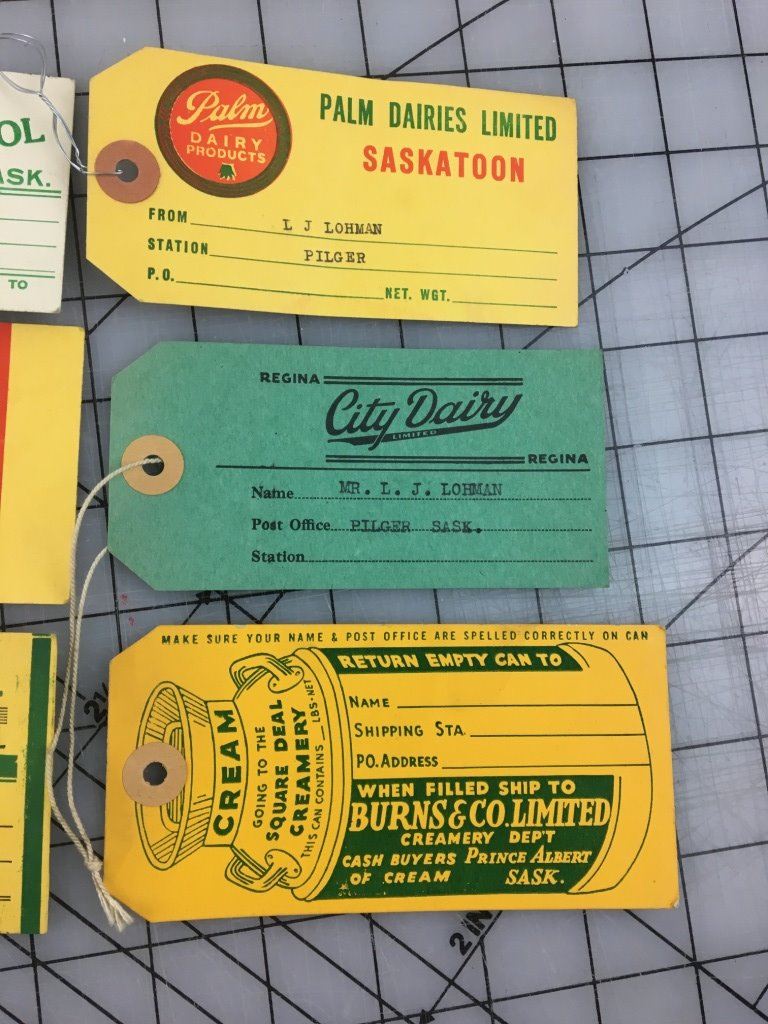 OL
ASK.
TO
Palm
DAIRY
PRODUCTS
PALM DAIRIES LIMITED
SASKATOON
FROM L J LOHMAN
STATION PILGER
P.O. NET. WGT.
REGINA
City Dairy
LIMITED
REGINA
Name MR. L. J. LOHMAN
Post Office PILGER SASK.
Station
MAKE SURE YOUR NAME & POST OFFICE ARE SPELLED CORRECTLY ON CAN
CREAM
GOING TO THE
SQUARE DEAL
CREAMERY
THIS CAN CONTAINS LBS-NET
RETURN EMPTY CAN TO
NAME
SHIPPING STA.
P.O. ADDRESS
WHEN FILLED SHIP TO
BURNS & CO. LIMITED
CREAMERY DEP'T
CASH BUYERS PRINCE ALBERT
OF CREAM SASK.
2 IN